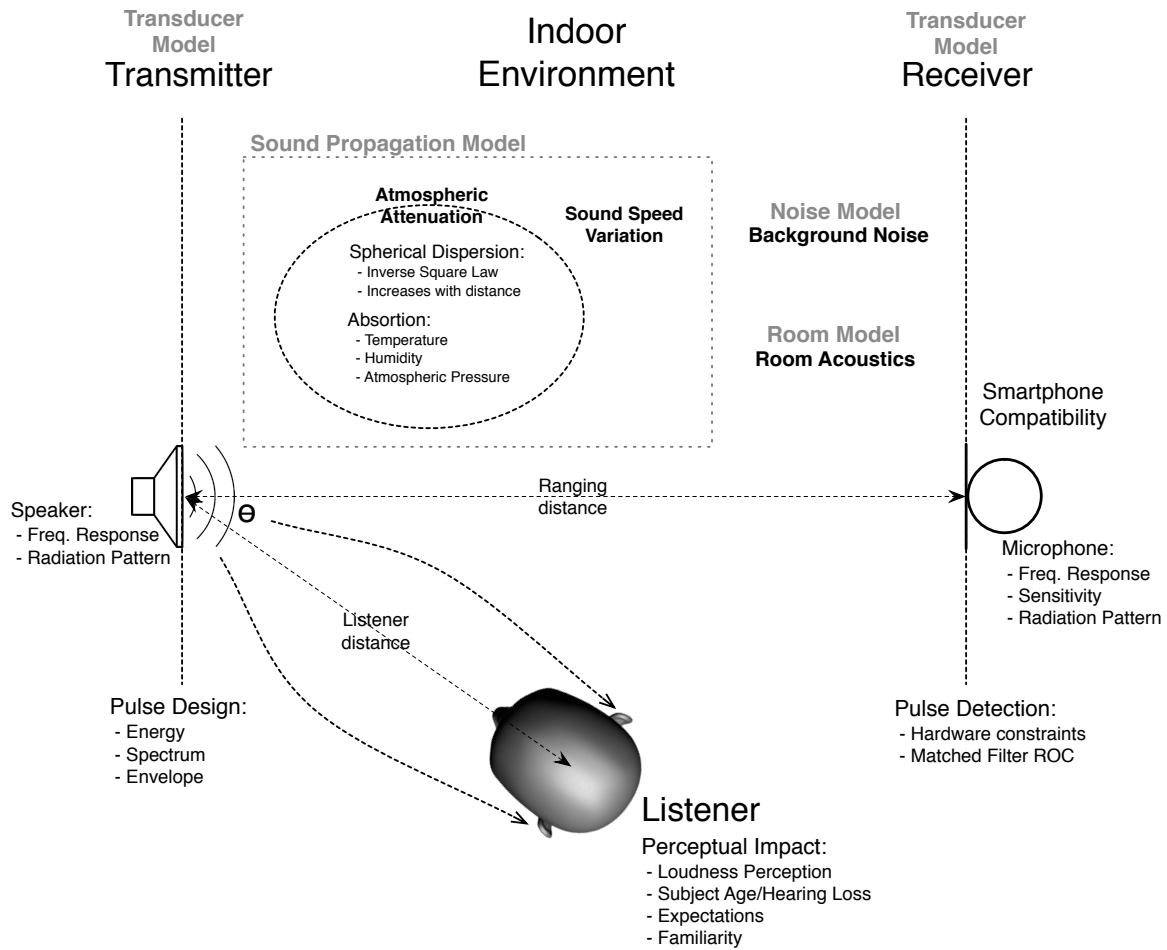 Transducer
Model
Transmitter
Indoor
Environment
Transducer
Model
Receiver
Sound Propagation Model
Atmospheric
Attenuation
Spherical Dispersion:
- Inverse Square Law
- Increases with distance
Absortion:
- Temperature
- Humidity
- Atmospheric Pressure
Sound Speed
Variation
Noise Model
Background Noise
Room Model
Room Acoustics
Smartphone
Compatibility
Speaker:
- Freq. Response
- Radiation Pattern
Θ
Ranging
distance
Microphone:
- Freq. Response
- Sensitivity
- Radiation Pattern
Listener
distance
Pulse Design:
- Energy
- Spectrum
- Envelope
Pulse Detection:
- Hardware constraints
- Matched Filter ROC
Listener
Perceptual Impact:
- Loudness Perception
- Subject Age/Hearing Loss
- Expectations
- Familiarity